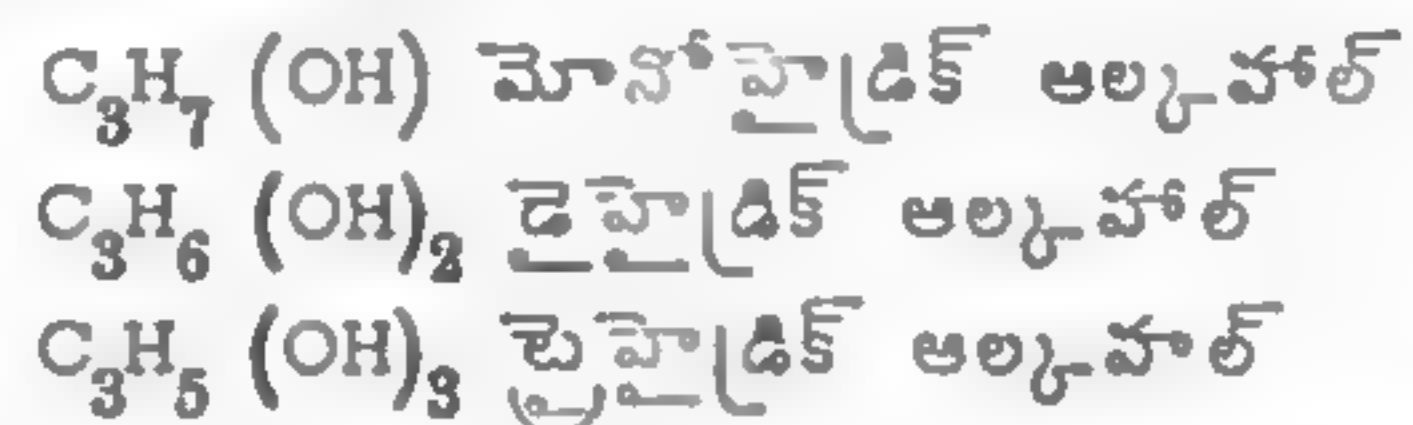 C₃H₇ (OH) మోనోహైడ్రిక్ ఆల్కహాల్
C₃H₆ (OH)₂ డైహైడ్రిక్ ఆల్కహాల్
C₃H₅ (OH)₃ ట్రైహైడ్రిక్ ఆల్కహాల్